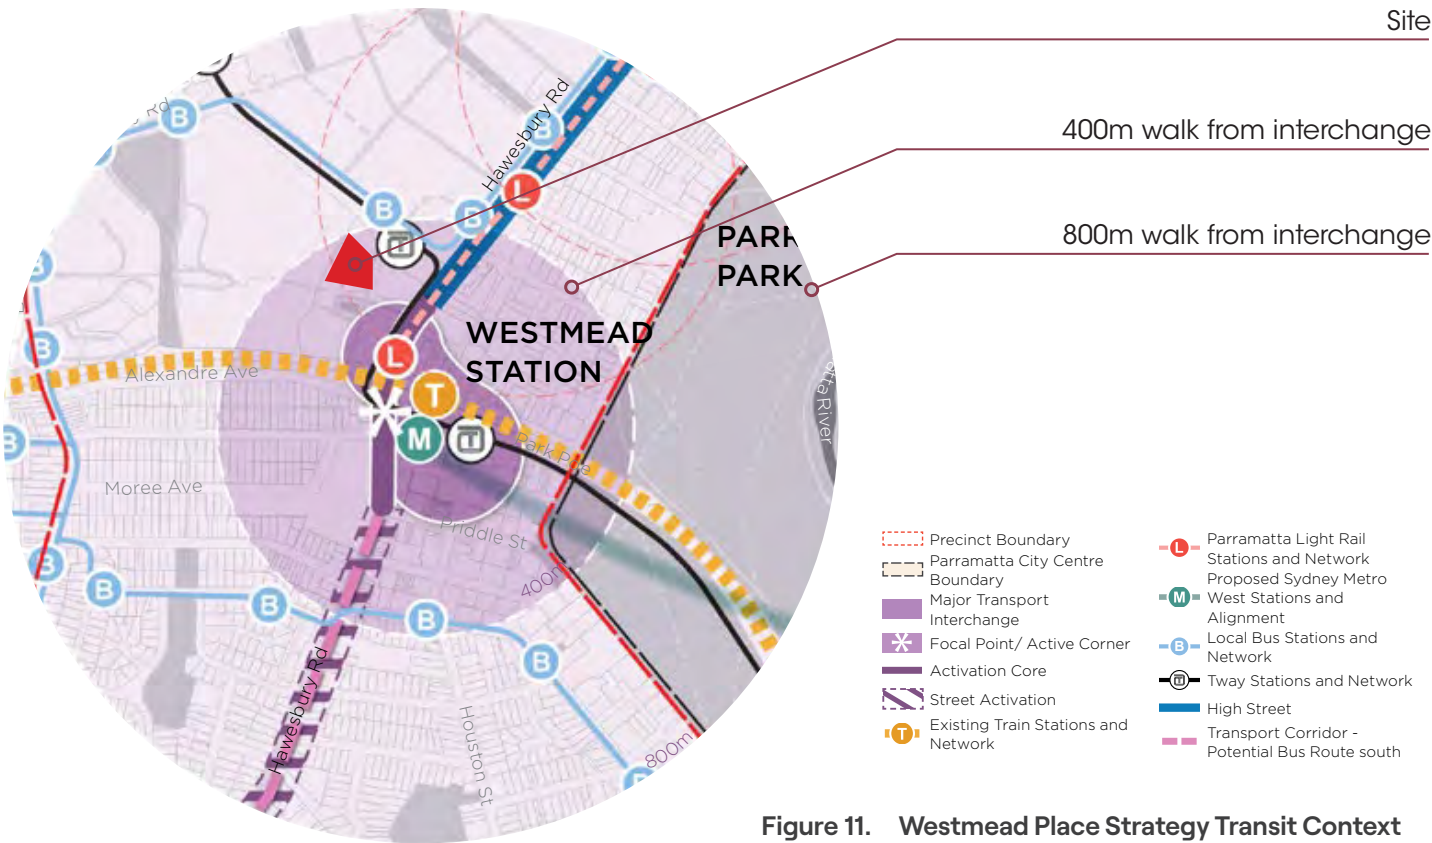 Site
400m walk from interchange
800m walk from interchange
Rd
B
B
Hawesbury Rd
L
B
B
PARR
PARK
WESTMEAD
STATION
B
B
L
T
M
B
Alexandre Ave
Park Pde
etta River
Moree Ave
Priddle St
400m
B
B
B
B
B
B
Hawesbury Rd
Houston St
800m
Precinct Boundary
Parramatta City Centre
Boundary
Major Transport
Interchange
Focal Point/ Active Corner
Activation Core
Street Activation
T
Existing Train Stations and
Network
L
Parramatta Light Rail
Stations and Network
M
Proposed Sydney Metro
West Stations and
Alignment
B
Local Bus Stations and
Network
Tway Stations and Network
High Street
Transport Corridor -
Potential Bus Route south
Figure 11. Westmead Place Strategy Transit Context